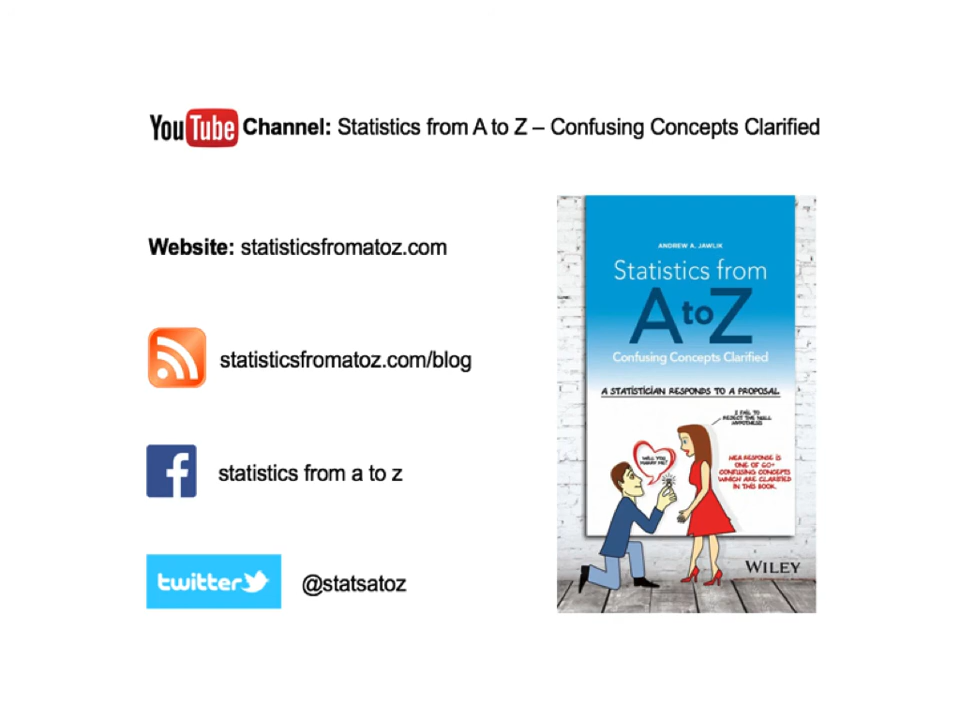 YouTube Channel: Statistics from A to Z – Confusing Concepts Clarified
Website: statisticsfromatoz.com
statisticsfromatoz.com/blog
statistics from a to z
twitter @statsatoz
ANDREW A. JAWLIK
Statistics from
A to Z
Confusing Concepts Clarified
A STATISTICIAN RESPONDS TO A PROPOSAL
I FAIL TO
REJECT THE NULL
HYPOTHESIS
WILL YOU
MARRY ME?
HER RESPONSE IS
ONE OF 60+
CONFUSING CONCEPTS
WHICH ARE CLARIFIED
IN THIS BOOK.
WILEY